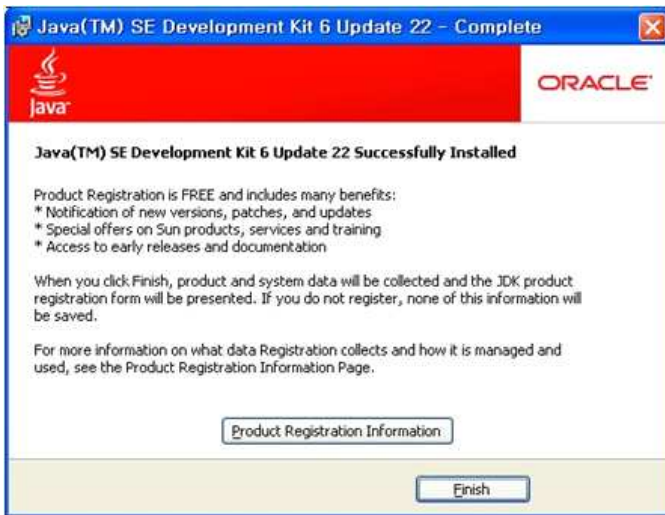 Java(TM) SE Development Kit 6 Update 22 - Complete
Java™
ORACLE®
Java(TM) SE Development Kit 6 Update 22 Successfully Installed
Product Registration is FREE and includes many benefits:
* Notification of new versions, patches, and updates
* Special offers on Sun products, services and training
* Access to early releases and documentation
When you click Finish, product and system data will be collected and the JDK product
registration form will be presented. If you do not register, none of this information will
be saved.
For more information on what data Registration collects and how it is managed and
used, see the Product Registration Information Page.
Product Registration Information
Finish